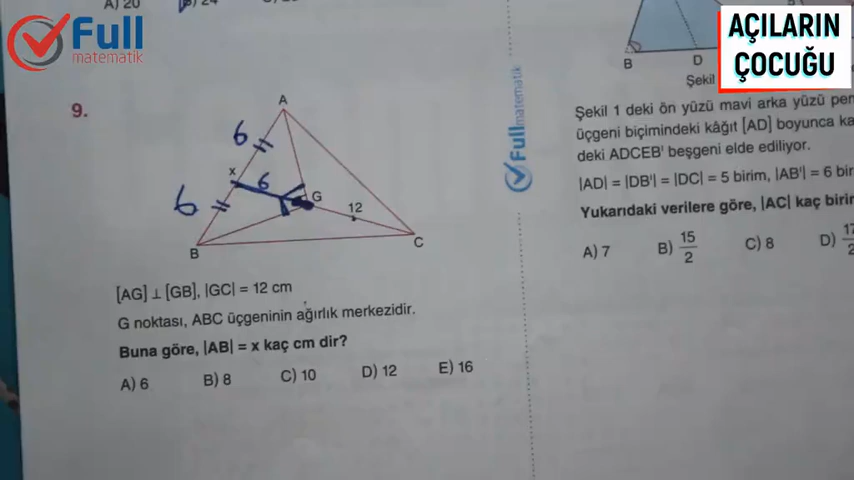 A) 20
24
Full
matematik
AÇILARIN
ÇOCUĞU
9.
A
6
x
6
6
G
12
B
C
[AG] ⊥ [GB], |GC| = 12 cm
G noktası, ABC üçgeninin ağırlık merkezidir.
Buna göre, |AB| = x kaç cm dir?
A) 6 B) 8 C) 10 D) 12 E) 16
Full matematik
B D
Şekil
Şekil 1 deki ön yüzü mavi arka yüzü
üçgeni biçimindeki kâğıt [AD] boyunca
deki ADCEB' beşgeni elde ediliyor.
|AD| = |DB'| = |DC| = 5 birim, |AB'| = 6
Yukarıdaki verilere göre, |AC| kaç
A) 7 B) 15/2 C) 8 D)